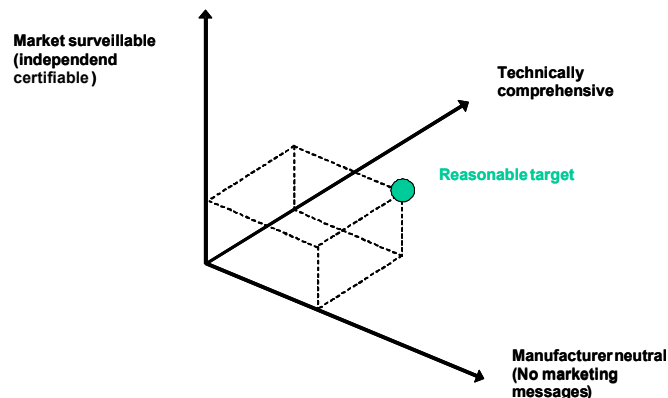 Market surveillable
(independend
certifiable )
Technically
comprehensive
Reasonable target
Manufacturer neutral
(No marketing
messages)